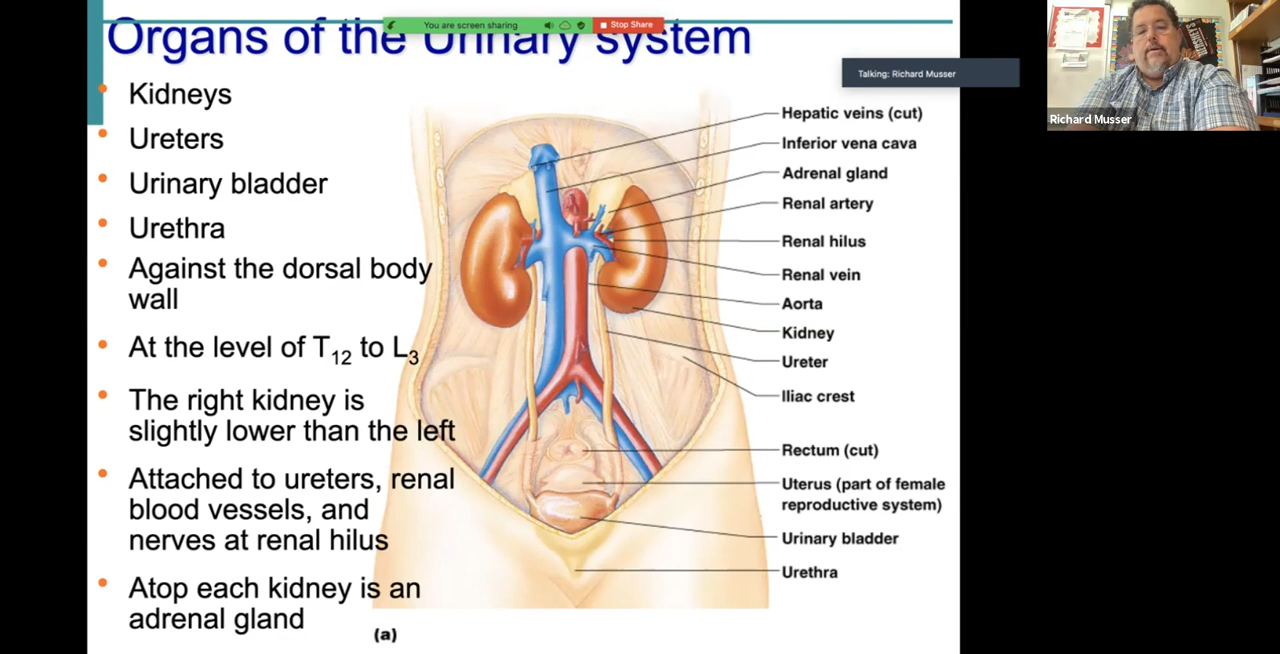 Organs of the Urinary system
You are screen sharing
Stop Share
Talking: Richard Musser
Richard Musser
Kidneys
Ureters
Urinary bladder
Urethra
Against the dorsal body
wall
At the level of T12 to L3
The right kidney is
slightly lower than the left
Attached to ureters, renal
blood vessels, and
nerves at renal hilus
Atop each kidney is an
adrenal gland
Hepatic veins (cut)
Inferior vena cava
Adrenal gland
Renal artery
Renal hilus
Renal vein
Aorta
Kidney
Ureter
Iliac crest
Rectum (cut)
Uterus (part of female
reproductive system)
Urinary bladder
Urethra
(a)